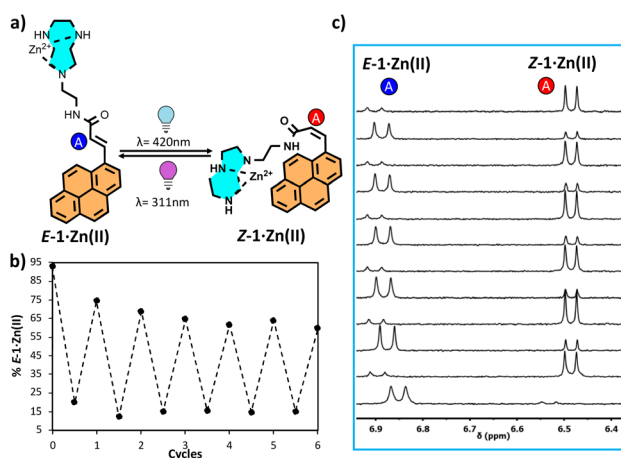 a)
HN
NH
Zn2+
N
NH
O
A
λ= 420nm
λ= 311nm
E-1·Zn(II)
O
A
NH
N
HN
Zn2+
N
H
Z-1·Zn(II)
b)
% E-1·Zn(II)
95
85
75
65
55
45
35
25
15
5
0 1 2 3 4 5 6
Cycles
c)
E-1·Zn(II) Z-1·Zn(II)
A A
6.9 6.8 6.7 6.6 6.5 6.4
δ (ppm)